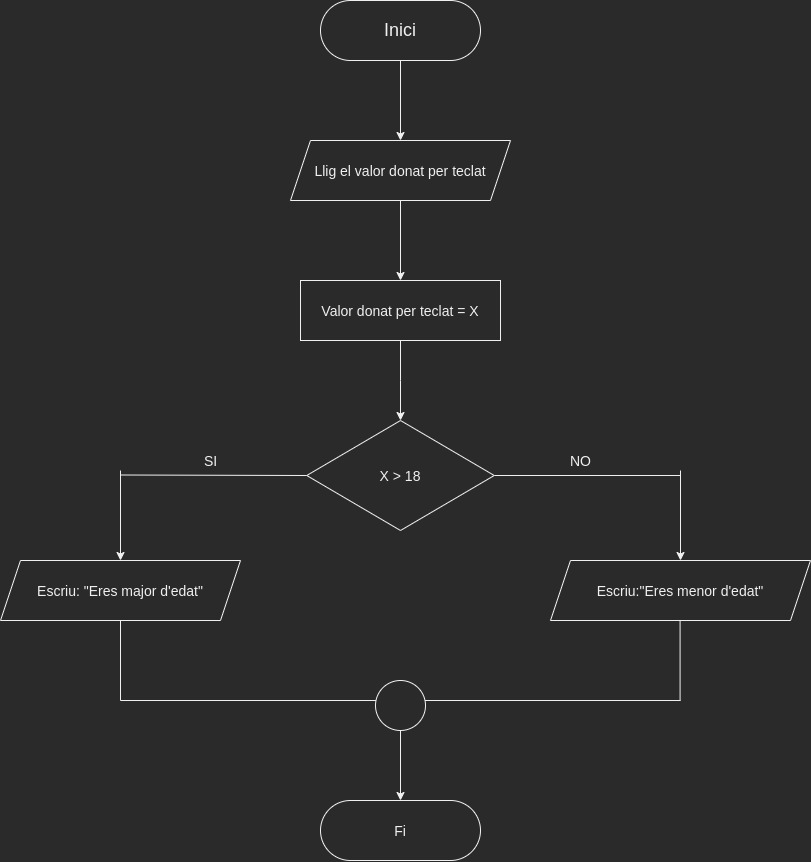 Inici
Llig el valor donat per teclat
Valor donat per teclat = X
SI
NO
X > 18
Escriu: "Eres major d'edat"
Escriu:"Eres menor d'edat"
Fi